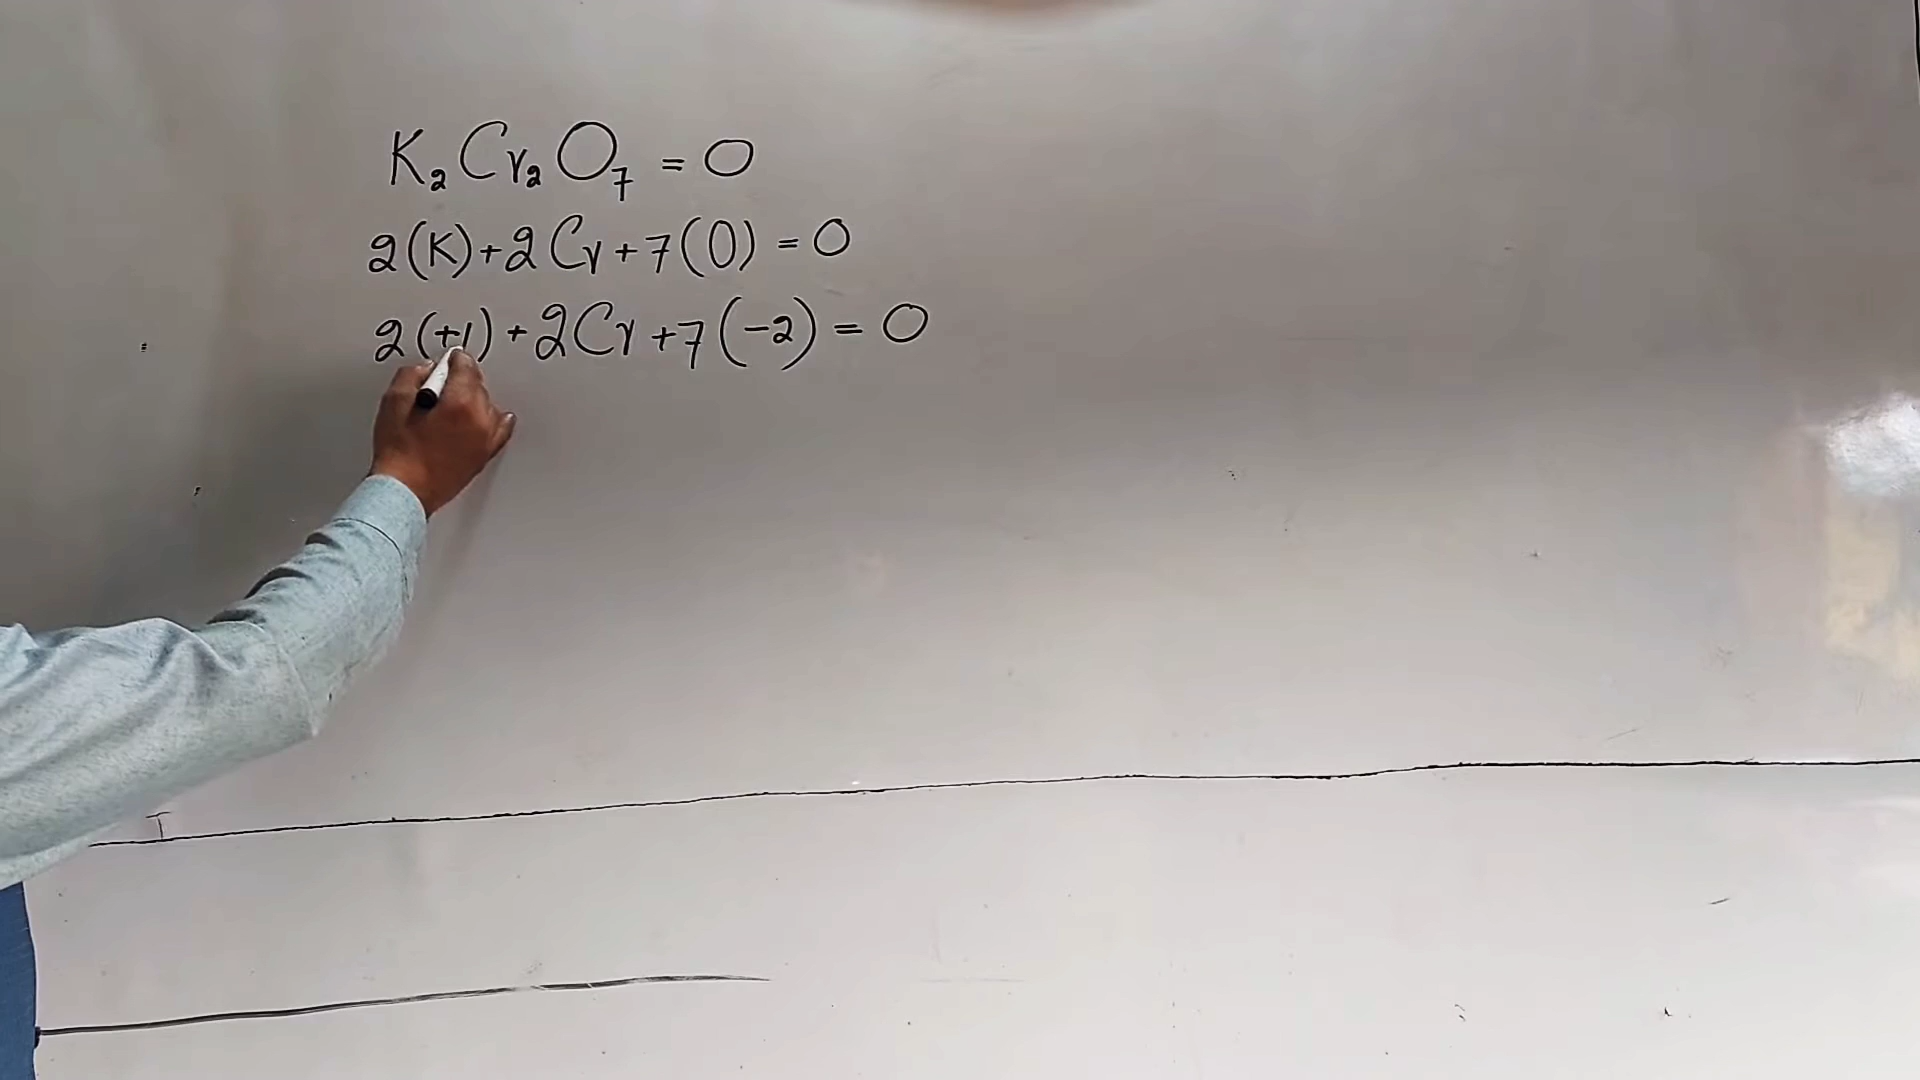 K₂Cr₂O₇ = 0
2(K)+2Cr+7(O) = 0
2(+1)+2Cr+7(-2) = 0